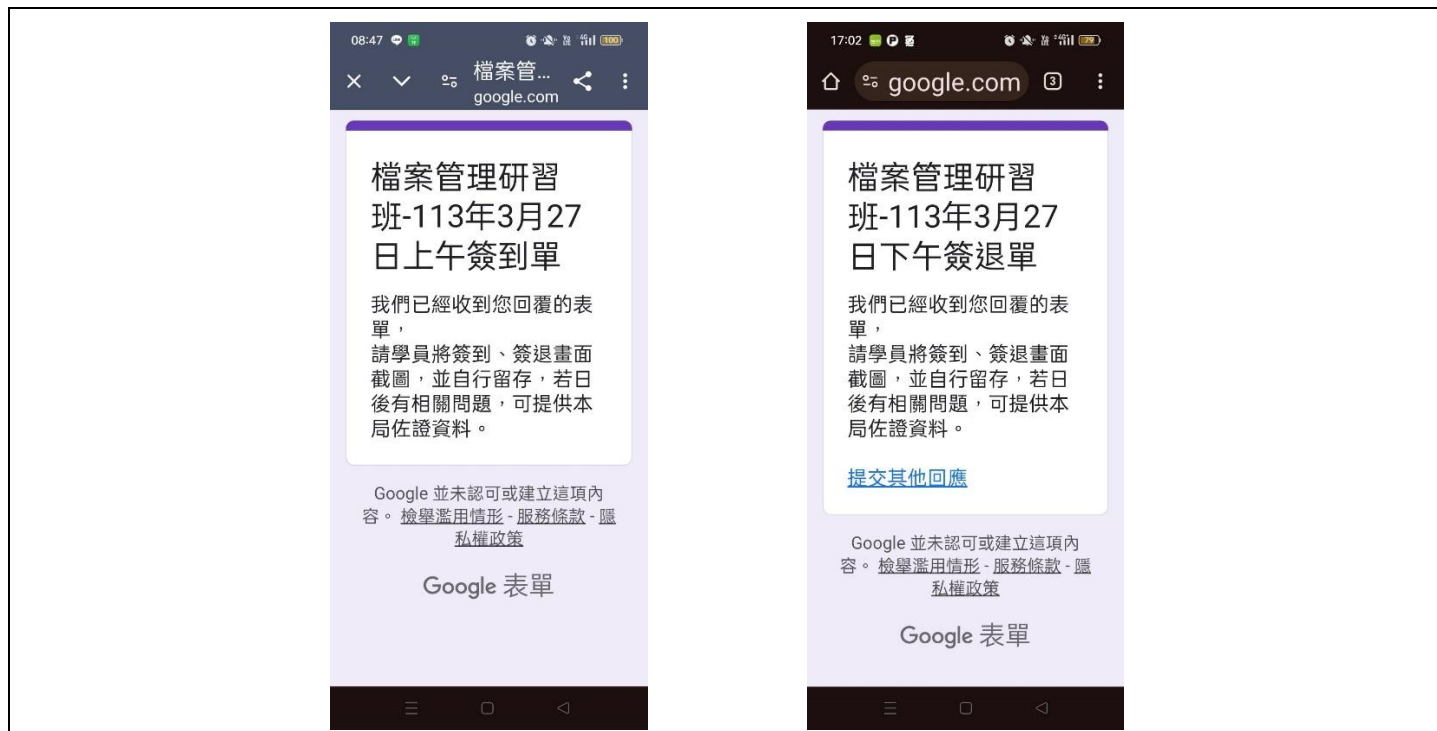 08:47
100
檔案管...
google.com
檔案管理研習
班-113年3月27
日上午簽到單
我們已經收到您回覆的表
單，
請學員將簽到、簽退畫面
截圖，並自行留存，若日
後有相關問題，可提供本
局佐證資料。
Google 並未認可或建立這項內
容。 檢舉濫用情形 - 服務條款 - 隱
私權政策
Google 表單
17:02
79
google.com
3
檔案管理研習
班-113年3月27
日下午簽退單
我們已經收到您回覆的表
單，
請學員將簽到、簽退畫面
截圖，並自行留存，若日
後有相關問題，可提供本
局佐證資料。
提交其他回應
Google 並未認可或建立這項內
容。 檢舉濫用情形 - 服務條款 - 隱
私權政策
Google 表單